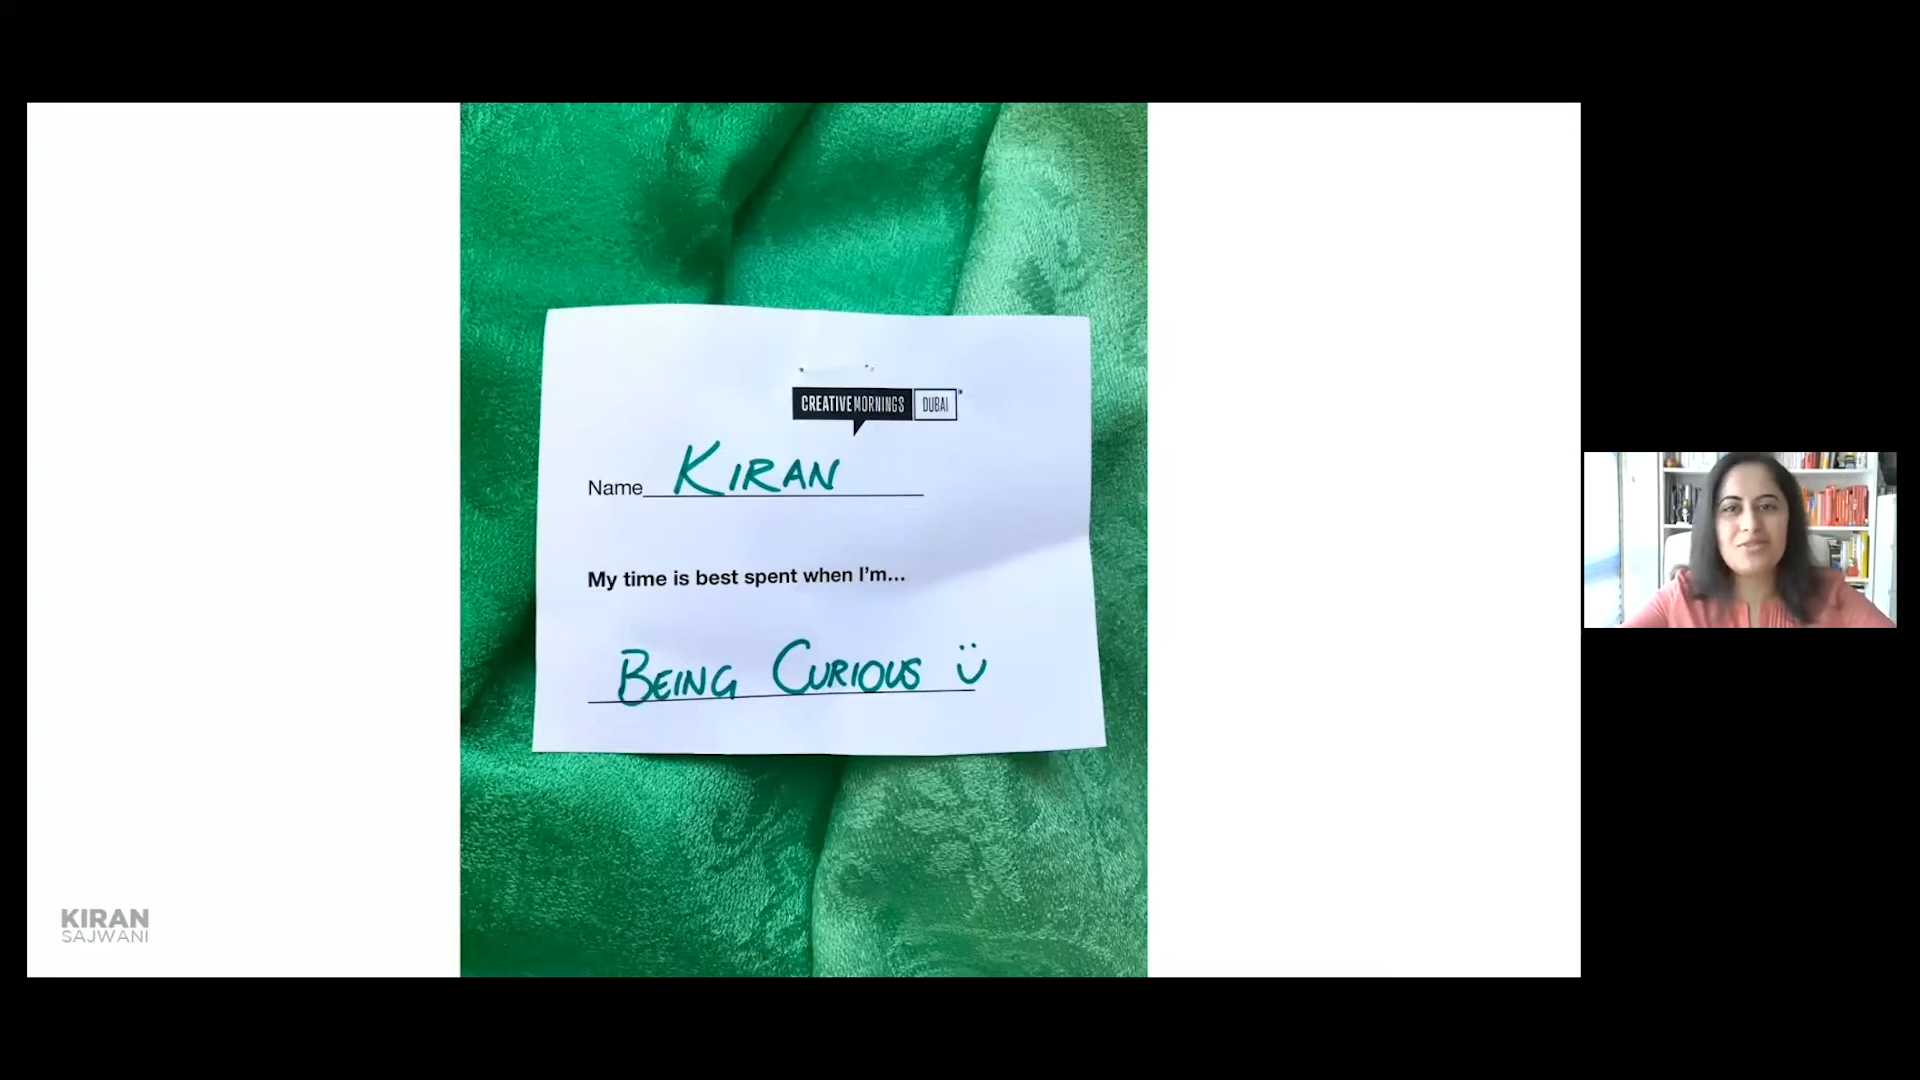 CREATIVEMORNINGS DUBAI
Name KIRAN
My time is best spent when I'm...
BEING CURIOUS
KIRAN
SAJWANI